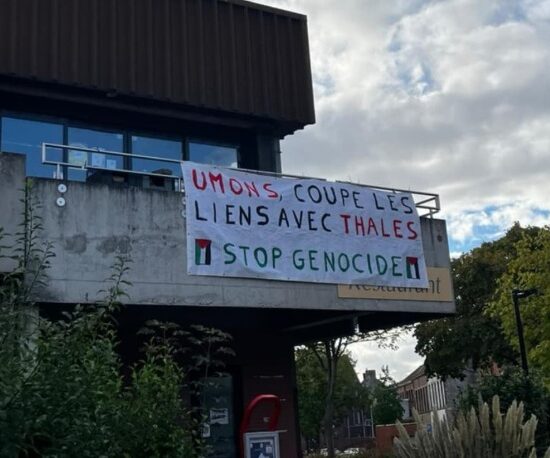 UMONS, COUPE LES
LIENS AVEC THALES
STOP GENOCIDE
Restaurant